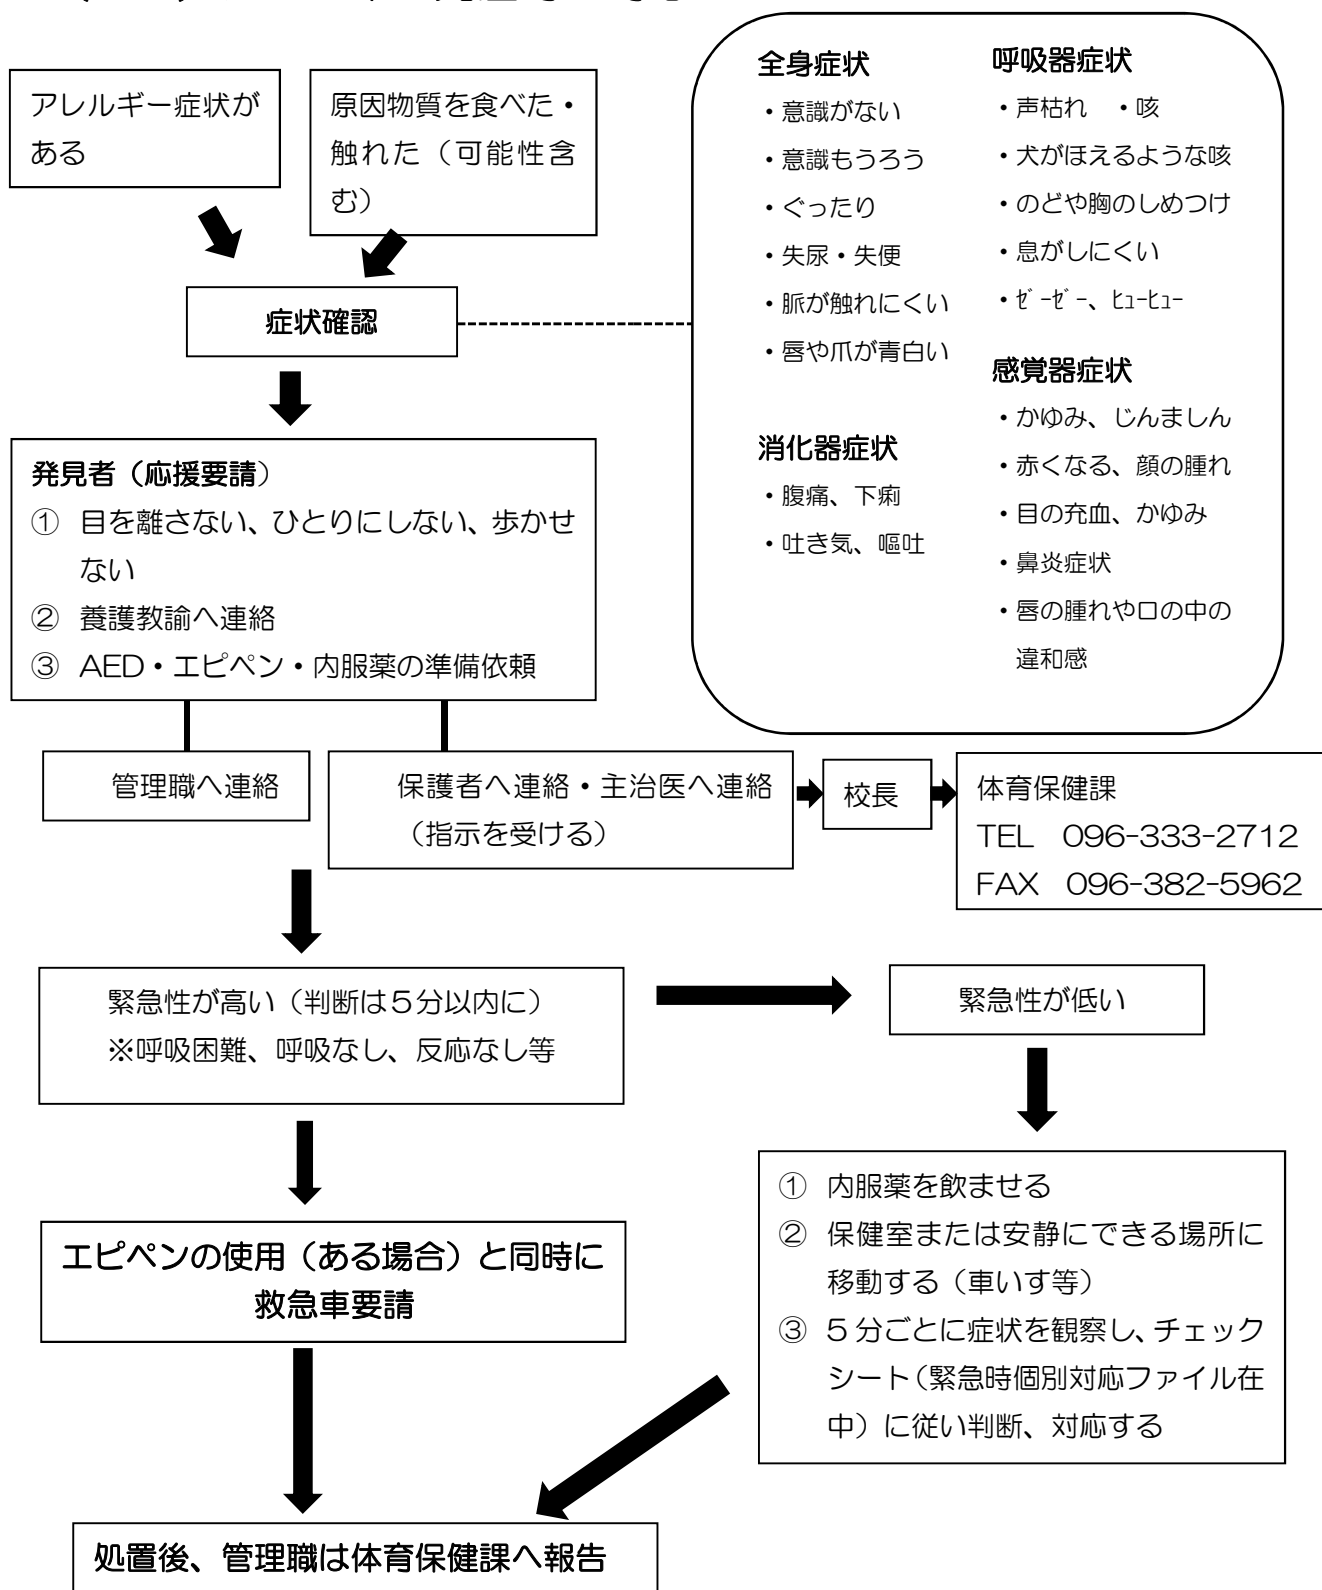 アレルギー症状が
ある
原因物質を食べた・
触れた（可能性含
む）
症状確認
全身症状
・意識がない
・意識もうろう
・ぐったり
・失尿・失便
・脈が触れにくい
・唇や爪が青白い
消化器症状
・腹痛、下痢
・吐き気、嘔吐
呼吸器症状
・声枯れ　・咳
・犬がほえるような咳
・のどや胸のしめつけ
・息がしにくい
・ｾﾞｰｾﾞｰ、ﾋｭｰﾋｭｰ
感覚器症状
・かゆみ、じんましん
・赤くなる、顔の腫れ
・目の充血、かゆみ
・鼻炎症状
・唇の腫れや口の中の
違和感
発見者（応援要請）
① 目を離さない、ひとりにしない、歩かせ
ない
② 養護教諭へ連絡
③ AED・エピペン・内服薬の準備依頼
管理職へ連絡
保護者へ連絡・主治医へ連絡
（指示を受ける）
校長
体育保健課
TEL　096-333-2712
FAX　096-382-5962
緊急性が高い（判断は５分以内に）
※呼吸困難、呼吸なし、反応なし等
緊急性が低い
エピペンの使用（ある場合）と同時に
救急車要請
① 内服薬を飲ませる
② 保健室または安静にできる場所に
移動する（車いす等）
③ ５分ごとに症状を観察し、チェック
シート（緊急時個別対応ファイル在
中）に従い判断、対応する
処置後、管理職は体育保健課へ報告